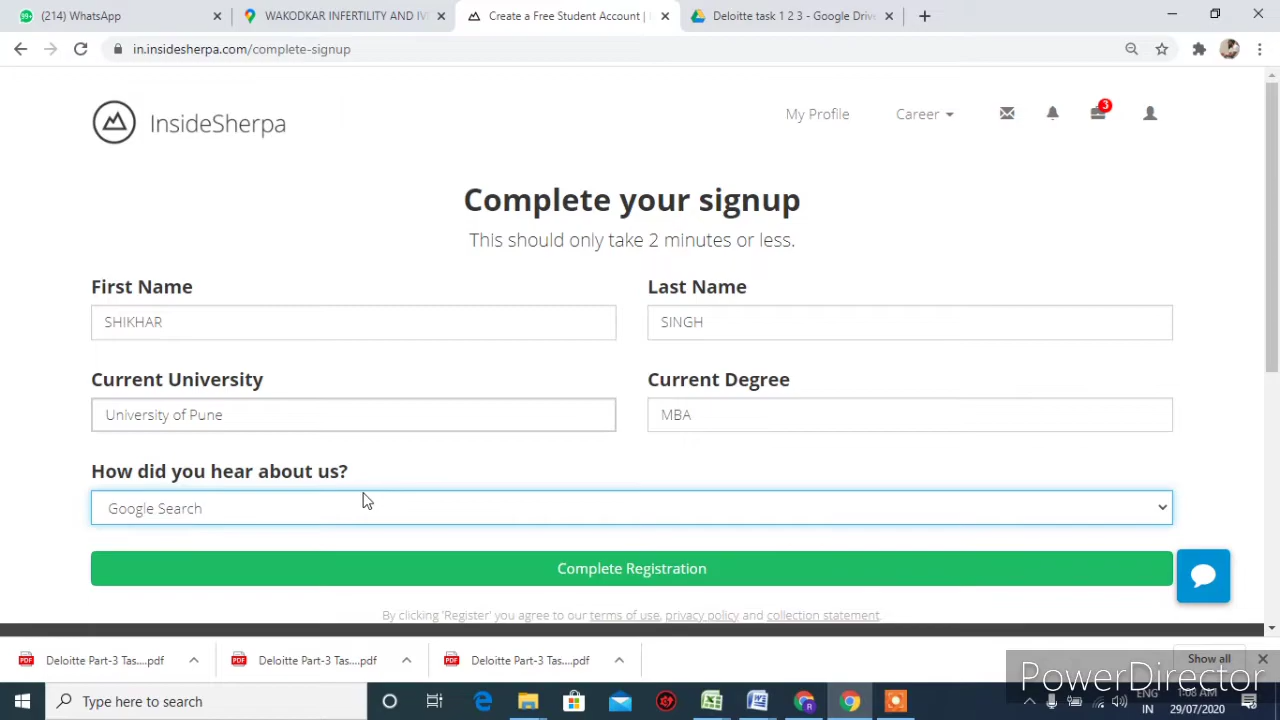 (214) WhatsApp
WAKODKAR INFERTILITY AND IV
Create a Free Student Account |
Deloitte task 1 2 3 - Google Drive
in.insidesherpa.com/complete-signup
InsideSherpa
My Profile
Career
3
Complete your signup
This should only take 2 minutes or less.
First Name
Last Name
SHIKHAR
SINGH
Current University
Current Degree
University of Pune
MBA
How did you hear about us?
Google Search
Complete Registration
By clicking 'Register' you agree to our terms of use, privacy policy and collection statement.
Deloitte Part-3 Tas....pdf
Deloitte Part-3 Tas....pdf
Deloitte Part-3 Tas....pdf
Show all
PowerDirector
Type here to search
ENG
IN
1:08 AM
29/07/2020